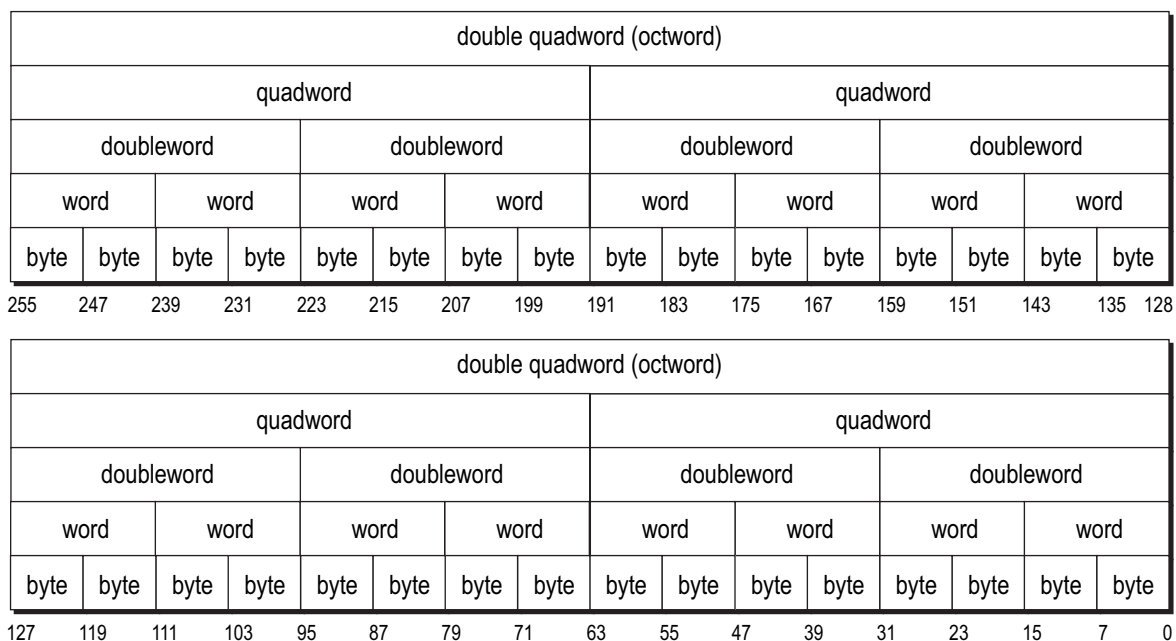 double quadword (octword)
quadword quadword
doubleword doubleword doubleword doubleword
word word word word word word word word
byte byte byte byte byte byte byte byte byte byte byte byte byte byte byte byte
255 247 239 231 223 215 207 199 191 183 175 167 159 151 143 135 128
double quadword (octword)
quadword quadword
doubleword doubleword doubleword doubleword
word word word word word word word word
byte byte byte byte byte byte byte byte byte byte byte byte byte byte byte byte
127 119 111 103 95 87 79 71 63 55 47 39 31 23 15 7 0